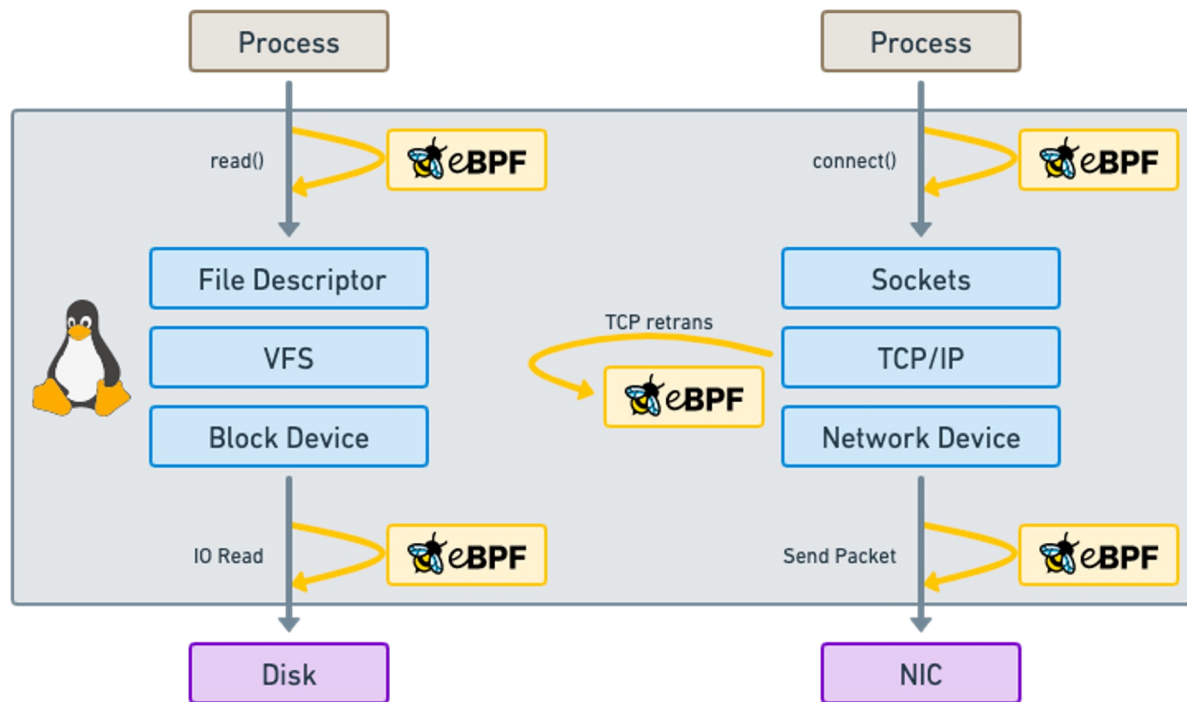 Process
Process
read()
eBPF
connect()
eBPF
File Descriptor
Sockets
TCP retrans
VFS
TCP/IP
eBPF
Block Device
Network Device
IO Read
eBPF
Send Packet
eBPF
Disk
NIC